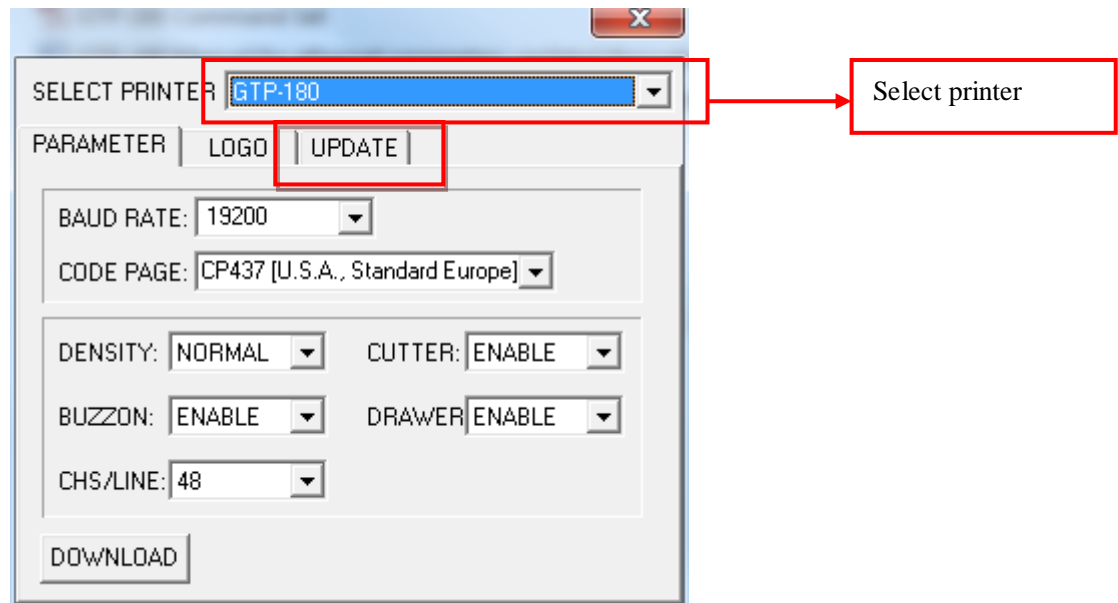 SELECT PRINTER GTP-180
Select printer
PARAMETER LOGO UPDATE
BAUD RATE: 19200
CODE PAGE: CP437 [U.S.A., Standard Europe]
DENSITY: NORMAL CUTTER: ENABLE
BUZZON: ENABLE DRAWER ENABLE
CHS/LINE: 48
DOWNLOAD